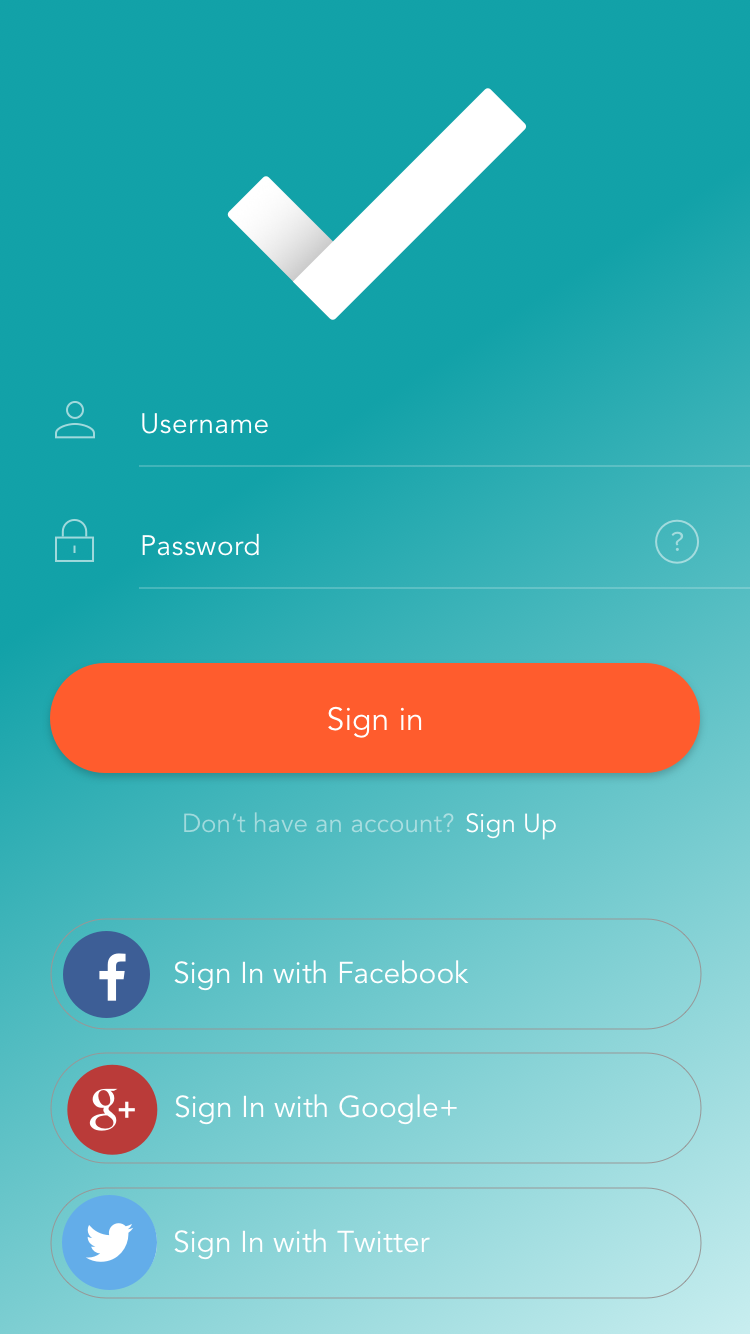 Username
Password
?
Sign in
Don't have an account? Sign Up
f Sign In with Facebook
g+ Sign In with Google+
Sign In with Twitter